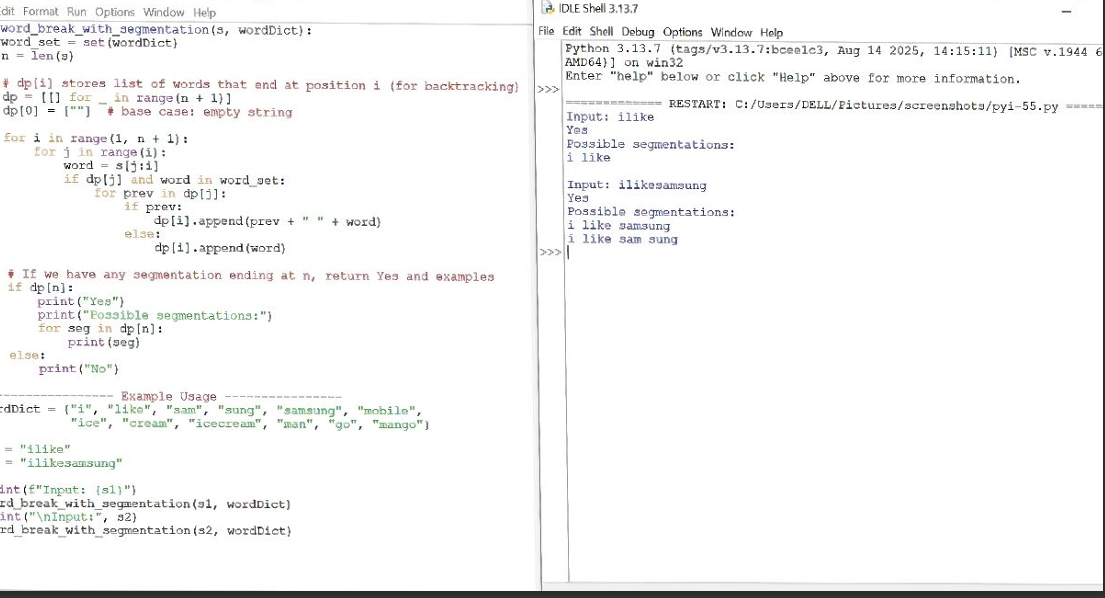 dit Format Run Options Window Help
word_break_with_segmentation(s, wordDict):
word_set = set(wordDict)
n = len(s)
# dp[i] stores list of words that end at position i (for backtracking)
dp = [[] for _ in range(n + 1)]
dp[0] = [""]  # base case: empty string
for i in range(1, n + 1):
for j in range(i):
word = s[j:i]
if dp[j] and word in word_set:
for prev in dp[j]:
if prev:
dp[i].append(prev + " " + word)
else:
dp[i].append(word)
# If we have any segmentation ending at n, return Yes and examples
if dp[n]:
print("Yes")
print("Possible segmentations:")
for seg in dp[n]:
print(seg)
else:
print("No")
---------------- Example Usage ----------------
rdDict = ["i", "like", "sam", "sung", "samsung", "mobile",
"ice", "cream", "icecream", "man", "go", "mango"]
= "ilike"
= "ilikesamsung"
int(f"Input: {s1}")
rd_break_with_segmentation(s1, wordDict)
int("\nInput:", s2)
rd_break_with_segmentation(s2, wordDict)
IDLE Shell 3.13.7
File Edit Shell Debug Options Window Help
Python 3.13.7 (tags/v3.13.7:bcee1c3, Aug 14 2025, 14:15:11) [MSC v.1944 6
AMD64)] on win32
Enter "help" below or click "Help" above for more information.
>>>
============= RESTART: C:/Users/DELL/Pictures/screenshots/pyi-55.py =====
Input: ilike
Yes
Possible segmentations:
i like
Input: ilikesamsung
Yes
Possible segmentations:
i like samsung
i like sam sung
>>>